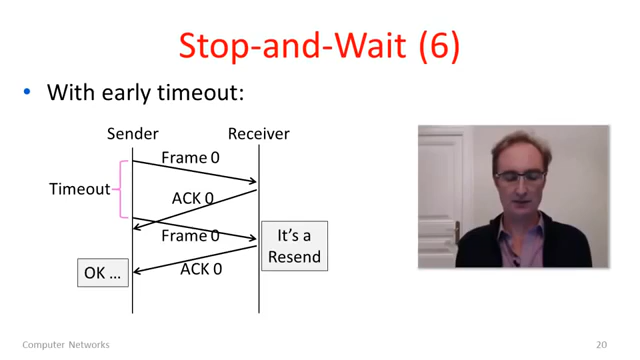 Stop-and-Wait (6)
• With early timeout:
Sender
Receiver
Frame 0
Timeout
ACK 0
Frame 0
It's a
Resend
ACK 0
OK …
Computer Networks
20